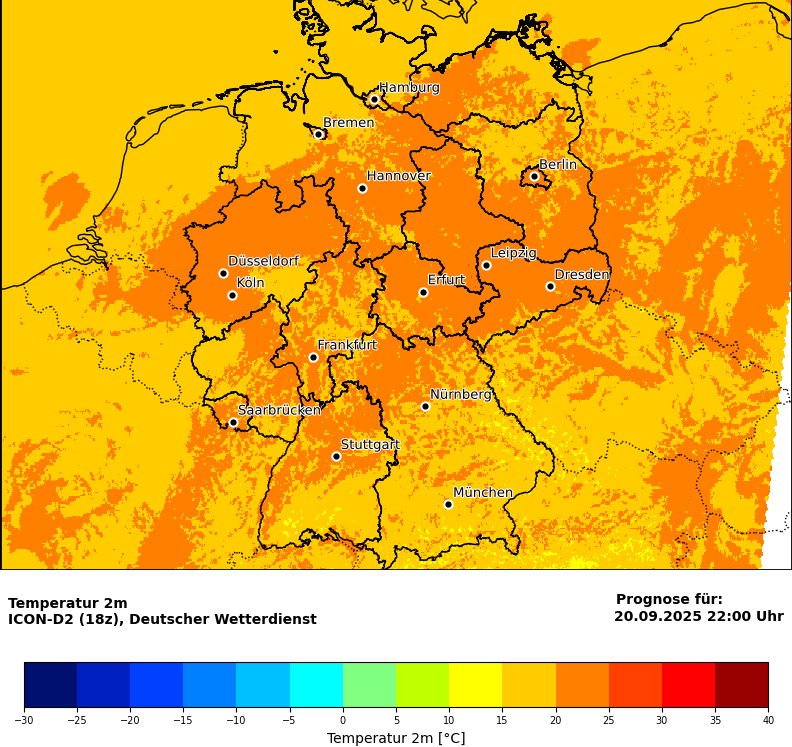 Hamburg
Bremen
Berlin
Hannover
Leipzig
Düsseldorf
Dresden
Köln
Erfurt
Frankfurt
Nürnberg
Saarbrücken
Stuttgart
München
Temperatur 2m
ICON-D2 (18z), Deutscher Wetterdienst
Prognose für:
20.09.2025 22:00 Uhr
−30 −25 −20 −15 −10 −5 0 5 10 15 20 25 30 35 40
Temperatur 2m [°C]